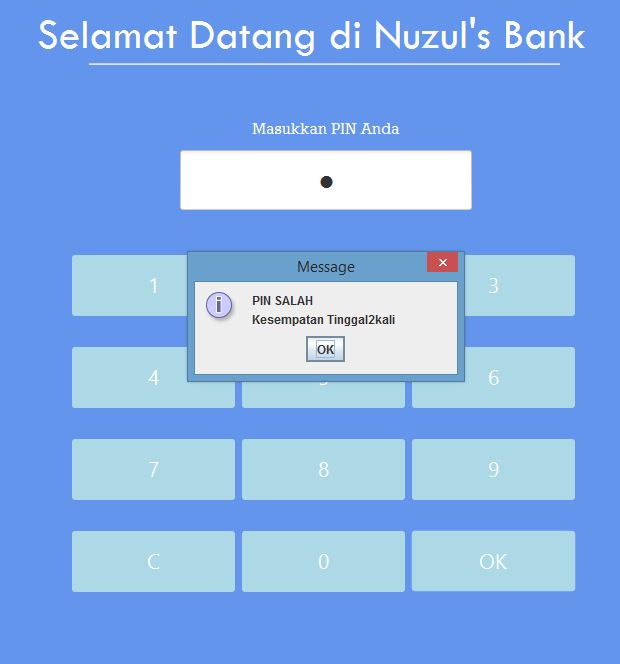 Selamat Datang di Nuzul's Bank
Masukkan PIN Anda
Message
PIN SALAH
Kesempatan Tinggal2kali
OK
1
3
4
6
7
8
9
C
0
OK